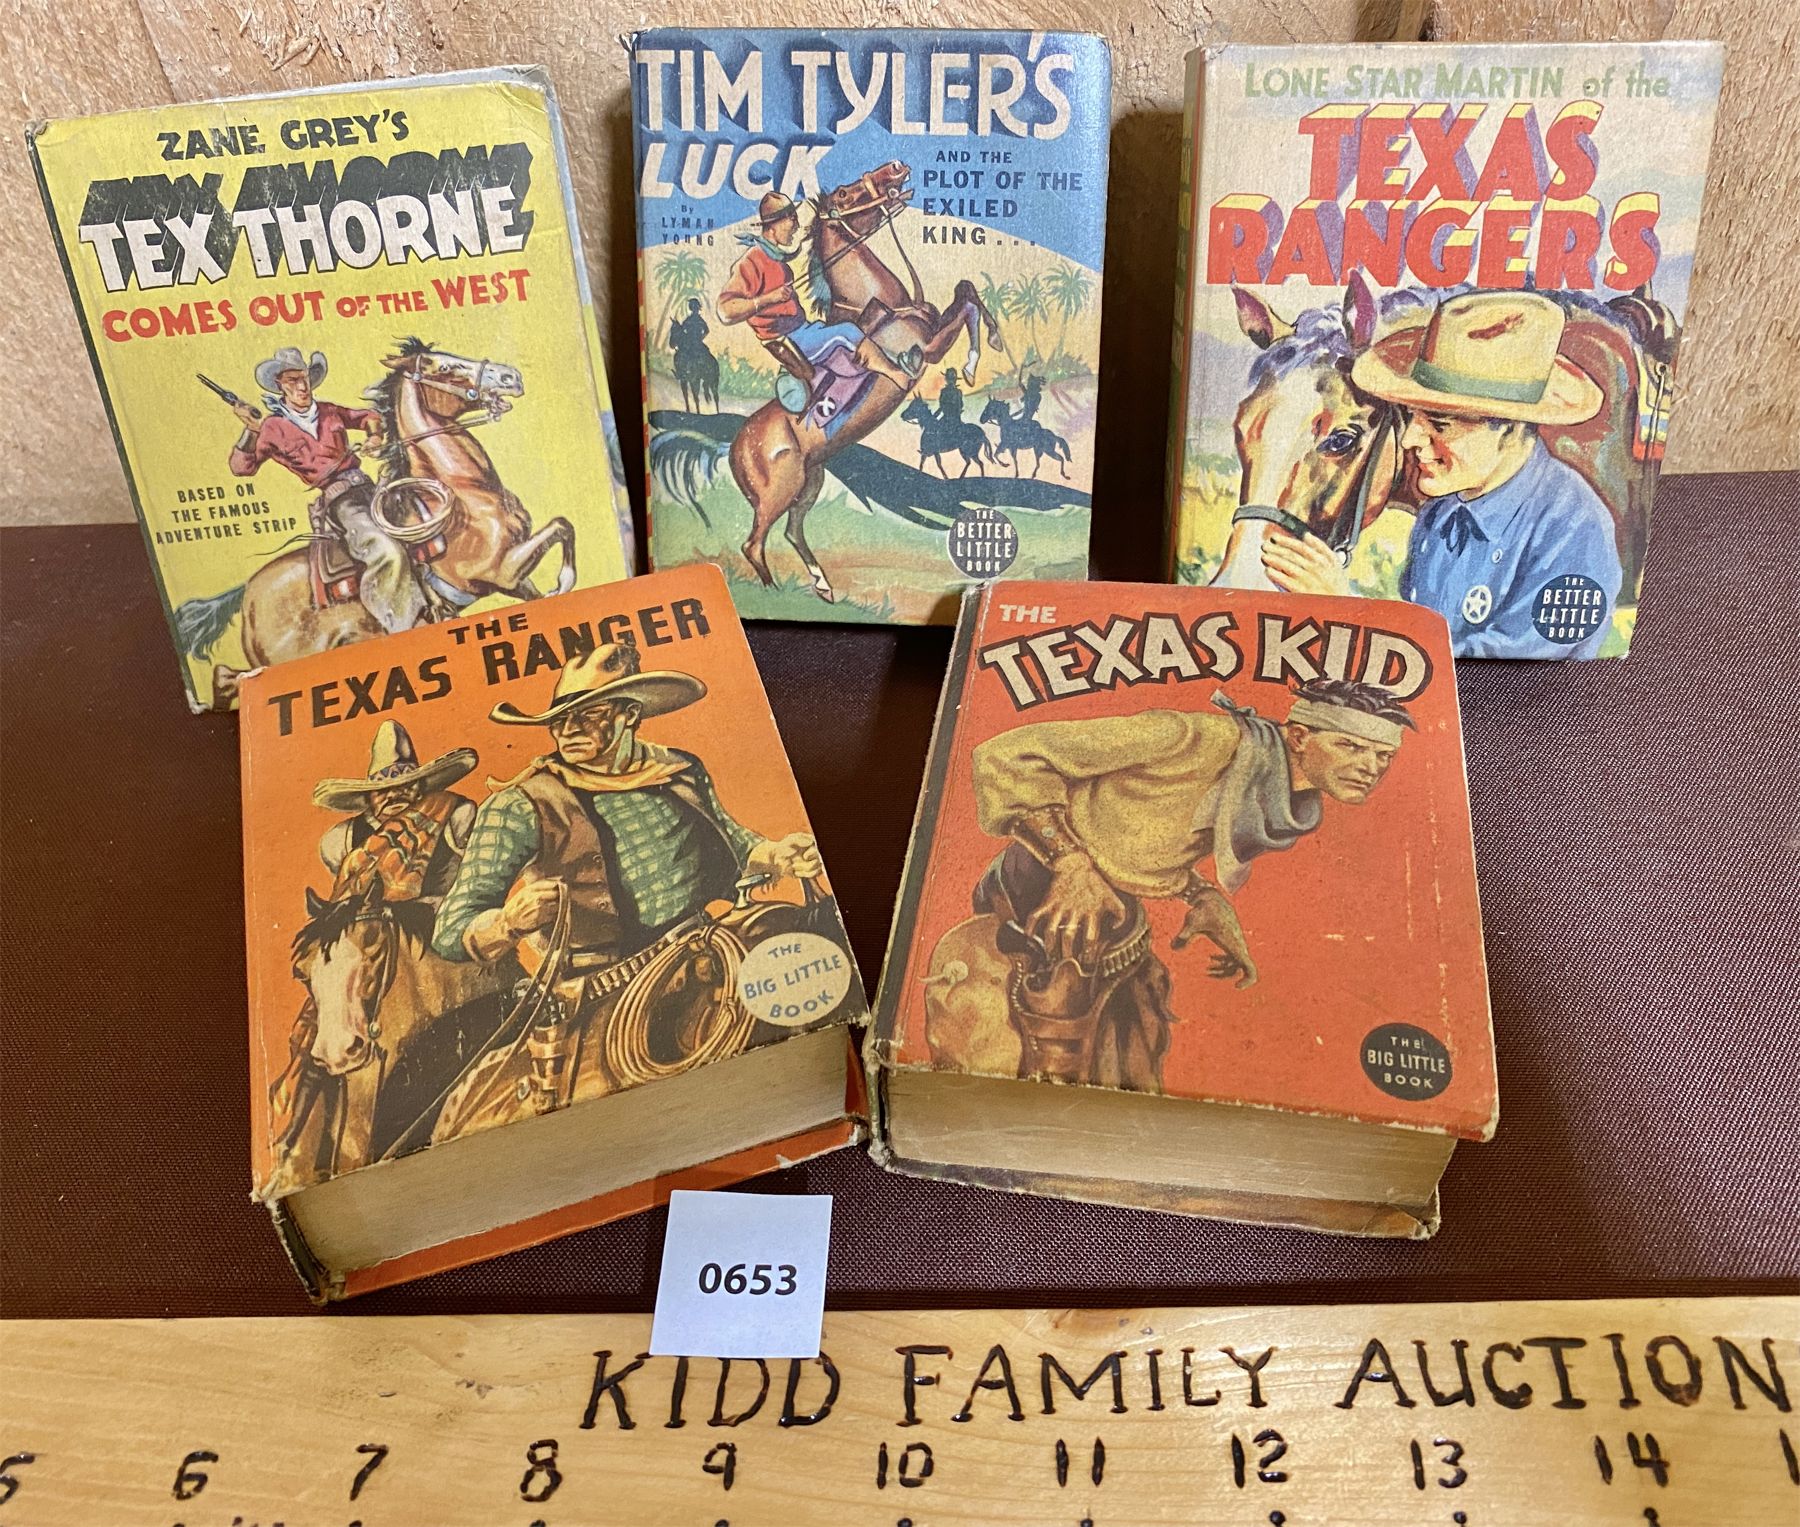 ZANE GREY'S
TEX THORNE
COMES OUT OF THE WEST
BASED ON
THE FAMOUS
ADVENTURE STRIP
TIM TYLER'S
LUCK
AND THE
PLOT OF THE
EXILED
KING...
By
LYMAN
YOUNG
THE
BETTER
LITTLE
BOOK
LONE STAR MARTIN of the
TEXAS
RANGERS
THE
BETTER
LITTLE
BOOK
THE
TEXAS RANGER
THE
BIG LITTLE
BOOK
THE
TEXAS KID
THE
BIG LITTLE
BOOK
0653
KIDD FAMILY AUCTION
5 6 7 8 9 10 11 12 13 14